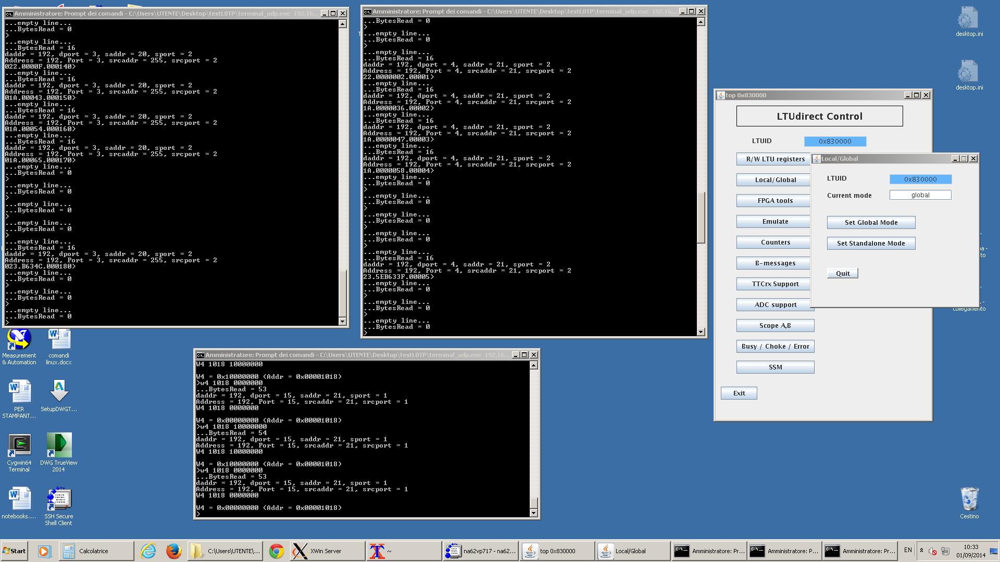 Amministratore: Prompt dei comandi - C:\Users\UTENTE\Desktop\testLOTP\terminal_udp.exe 192.16...
...empty line...
...BytesRead = 0
>
...empty line...
...BytesRead = 16
daddr = 192, dport = 3, saddr = 20, sport = 2
Address = 192, Port = 3, srcaddr = 255, srcport = 2
022.0000F.000140>
...empty line...
...BytesRead = 16
daddr = 192, dport = 3, saddr = 20, sport = 2
Address = 192, Port = 3, srcaddr = 255, srcport = 2
01A.00043.000150>
...empty line...
...BytesRead = 16
daddr = 192, dport = 3, saddr = 20, sport = 2
Address = 192, Port = 3, srcaddr = 255, srcport = 2
01A.00054.000160>
...empty line...
...BytesRead = 16
daddr = 192, dport = 3, saddr = 20, sport = 2
Address = 192, Port = 3, srcaddr = 255, srcport = 2
01A.00065.000170>
...empty line...
...BytesRead = 0
>
...empty line...
...BytesRead = 0
>
...empty line...
...BytesRead = 0
>
...empty line...
...BytesRead = 0
>
...empty line...
...BytesRead = 16
daddr = 192, dport = 3, saddr = 20, sport = 2
Address = 192, Port = 3, srcaddr = 255, srcport = 2
023.B634C.000180>
...empty line...
...BytesRead = 0
>
...empty line...
...BytesRead = 0
>
...empty line...
...BytesRead = 0
>
Amministratore: Prompt dei comandi - C:\Users\UTENTE\Desktop\testLOTP\terminal_udp.exe 192.16...
...BytesRead = 0
>
...empty line...
...BytesRead = 0
>
...empty line...
...BytesRead = 16
daddr = 192, dport = 4, saddr = 21, sport = 2
Address = 192, Port = 4, srcaddr = 21, srcport = 2
22.0000002.00001>
...empty line...
...BytesRead = 16
daddr = 192, dport = 4, saddr = 21, sport = 2
Address = 192, Port = 4, srcaddr = 21, srcport = 2
1A.0000036.00002>
...empty line...
...BytesRead = 16
daddr = 192, dport = 4, saddr = 21, sport = 2
Address = 192, Port = 4, srcaddr = 21, srcport = 2
1A.0000047.00003>
...empty line...
...BytesRead = 16
daddr = 192, dport = 4, saddr = 21, sport = 2
Address = 192, Port = 4, srcaddr = 21, srcport = 2
1A.0000058.00004>
...empty line...
...BytesRead = 0
>
...empty line...
...BytesRead = 0
>
...empty line...
...BytesRead = 0
>
...empty line...
...BytesRead = 0
>
...empty line...
...BytesRead = 16
daddr = 192, dport = 4, saddr = 21, sport = 2
Address = 192, Port = 4, srcaddr = 21, srcport = 2
23.5EB633F.00005>
...empty line...
...BytesRead = 0
>
...empty line...
...BytesRead = 0
>
...empty line...
...BytesRead = 0
>
Amministratore: Prompt dei comandi - C:\Users\UTENTE\Desktop\testLOTP\terminal_udp.exe 192.16...
W4 1018 10000000
W4 = 0x10000000 (Addr = 0x00001018)
>w4 1018 0000000
...BytesRead = 53
daddr = 192, dport = 15, saddr = 21, sport = 1
Address = 192, Port = 15, srcaddr = 21, srcport = 1
W4 1018 0000000
W4 = 0x00000000 (Addr = 0x00001018)
>w4 1018 10000000
...BytesRead = 54
daddr = 192, dport = 15, saddr = 21, sport = 1
Address = 192, Port = 15, srcaddr = 21, srcport = 1
W4 1018 10000000
W4 = 0x10000000 (Addr = 0x00001018)
>w4 1018 0000000
...BytesRead = 53
daddr = 192, dport = 15, saddr = 21, sport = 1
Address = 192, Port = 15, srcaddr = 21, srcport = 1
W4 1018 0000000
W4 = 0x00000000 (Addr = 0x00001018)
>
top 0x830000
LTUdirect Control
LTUID 0x830000
R/W LTU registers
Local/Global
FPGA tools
Emulate
Counters
B-messages
TTCrx Support
ADC support
Scope A,B
Busy / Choke / Error
SSM
Exit
Local/Global
LTUID 0x830000
Current mode global
Set Global Mode
Set Standalone Mode
Quit
desktop.ini
desktop.ini
collegamento
Cestino
Measurement
& Automation
comandi
linux.docx
PER
STAMPANT...
SetupDWGT...
Cygwin64
Terminal
DWG TrueView
2014
notebooks....
SSH Secure
Shell Client
Start
Calcolatrice
C:\Users\UTENTE,...
XWin Server
~
na62vp717 - na62...
top 0x830000
Local/Global
Amministratore: Pr...
Amministratore: Pr...
Amministratore: Pr...
EN
10:33
01/09/2014